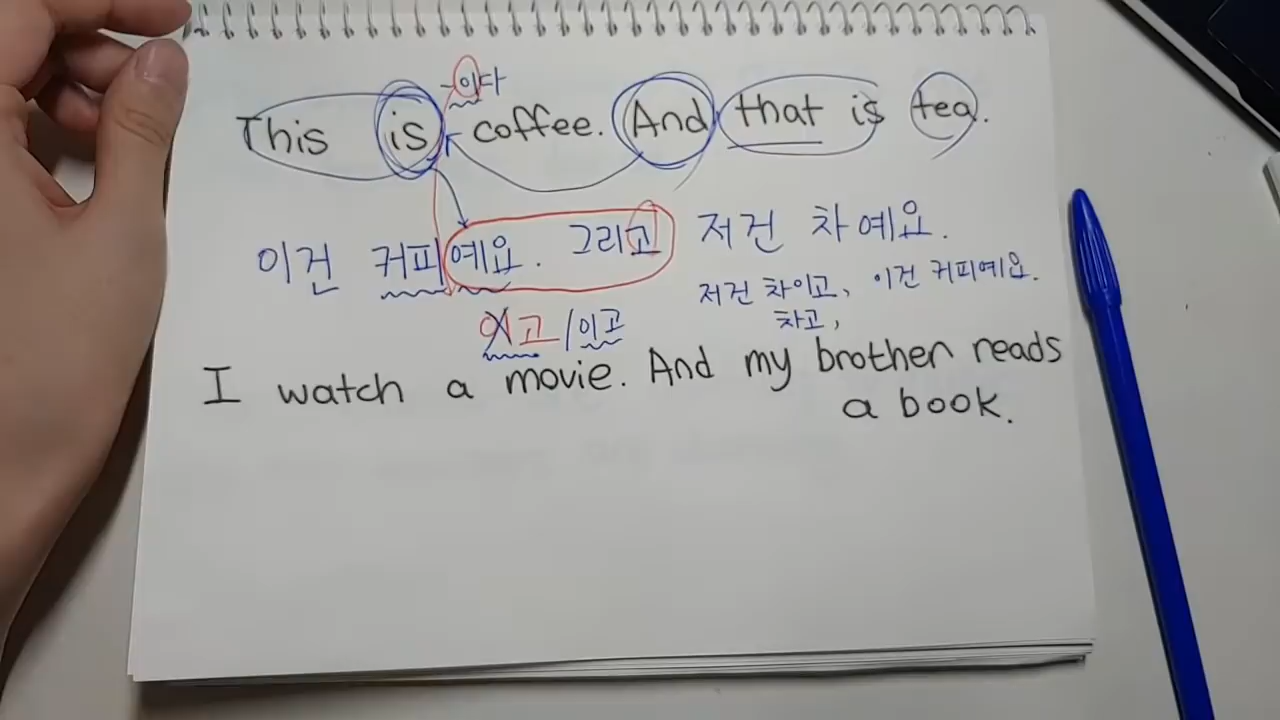 -이다
This is coffee. And that is tea.
이건 커피예요. 그리고 저건 차예요.
저건 차이고, 이건 커피예요.
차고,
이고/이고
I watch a movie. And my brother reads
a book.